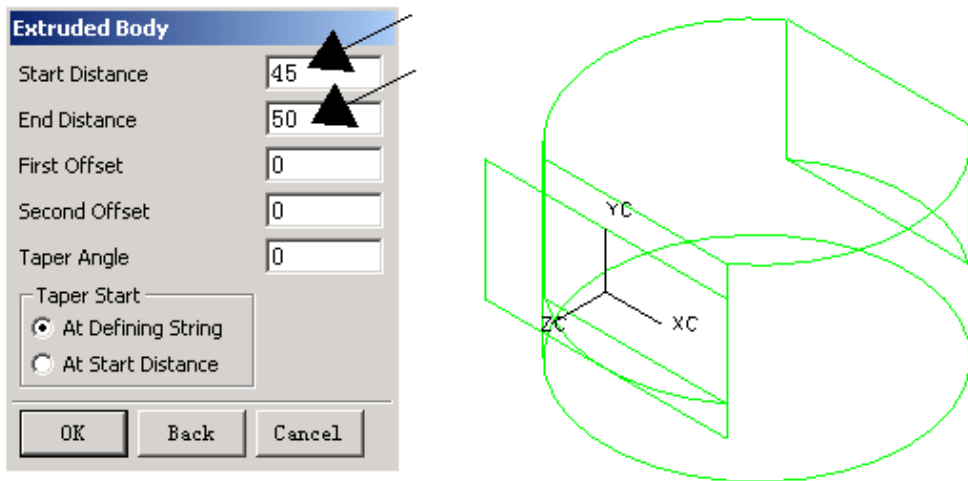 Extruded Body
Start Distance 45
End Distance 50
First Offset 0
Second Offset 0
Taper Angle 0
Taper Start
At Defining String
At Start Distance
OK Back Cancel
YC
ZC XC